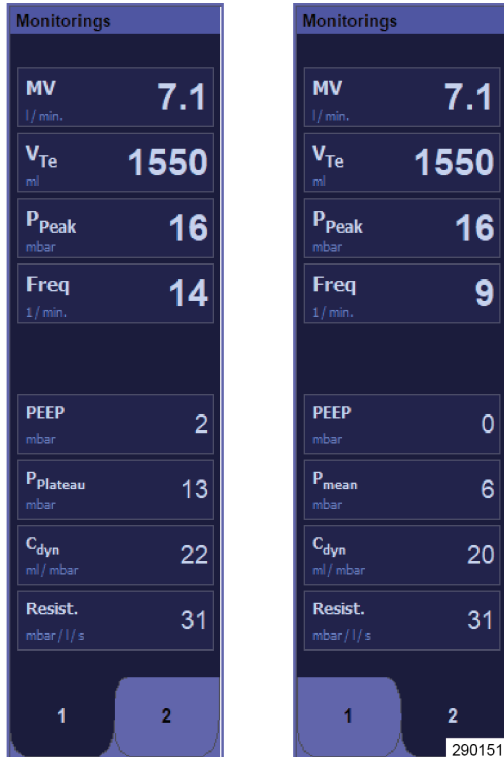 Monitorings
MV
l / min.
7.1
VTe
ml
1550
PPeak
mbar
16
Freq
1 / min.
14
PEEP
mbar
2
PPlateau
mbar
13
Cdyn
ml / mbar
22
Resist.
mbar / l / s
31
1
2
Monitorings
MV
l / min.
7.1
VTe
ml
1550
PPeak
mbar
16
Freq
1 / min.
9
PEEP
mbar
0
Pmean
mbar
6
Cdyn
ml / mbar
20
Resist.
mbar / l / s
31
1
2
290151